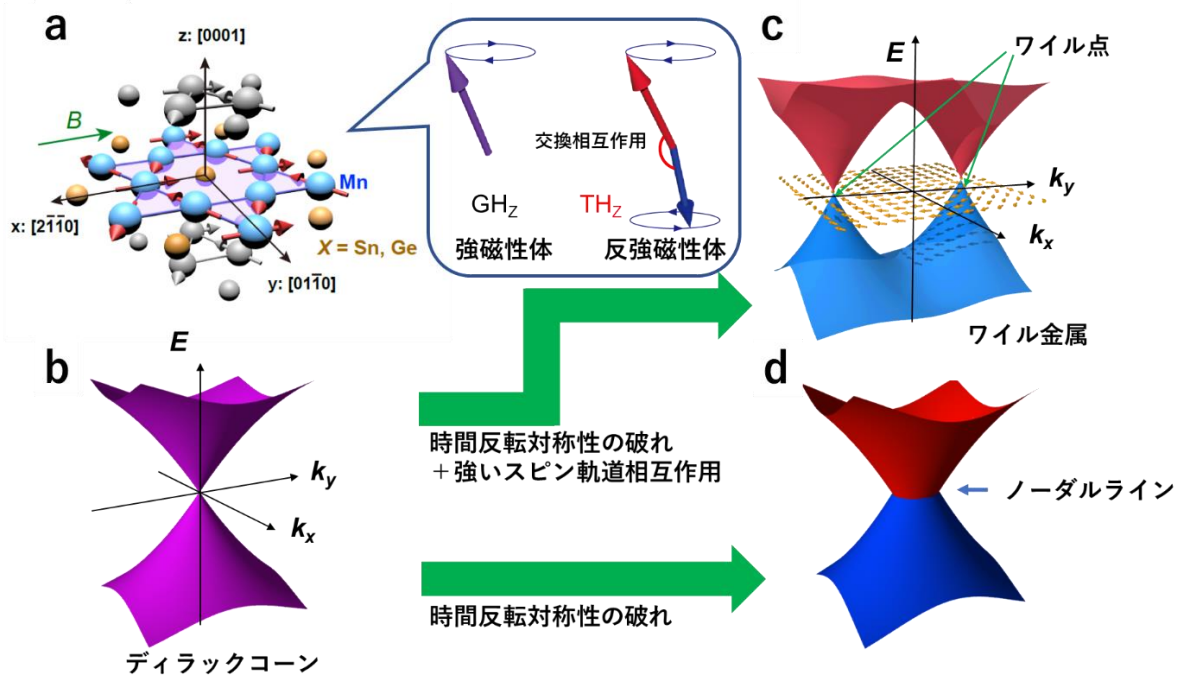 a
z: [0001]
B
Mn
x: [2̄1̄1̄0]
X = Sn, Ge
y: [011̄0]
交換相互作用
GHZ
THZ
強磁性体
反強磁性体
c
E
ワイル点
ky
kx
ワイル金属
b
E
ky
kx
ディラックコーン
時間反転対称性の破れ
＋強いスピン軌道相互作用
時間反転対称性の破れ
d
ノーダルライン